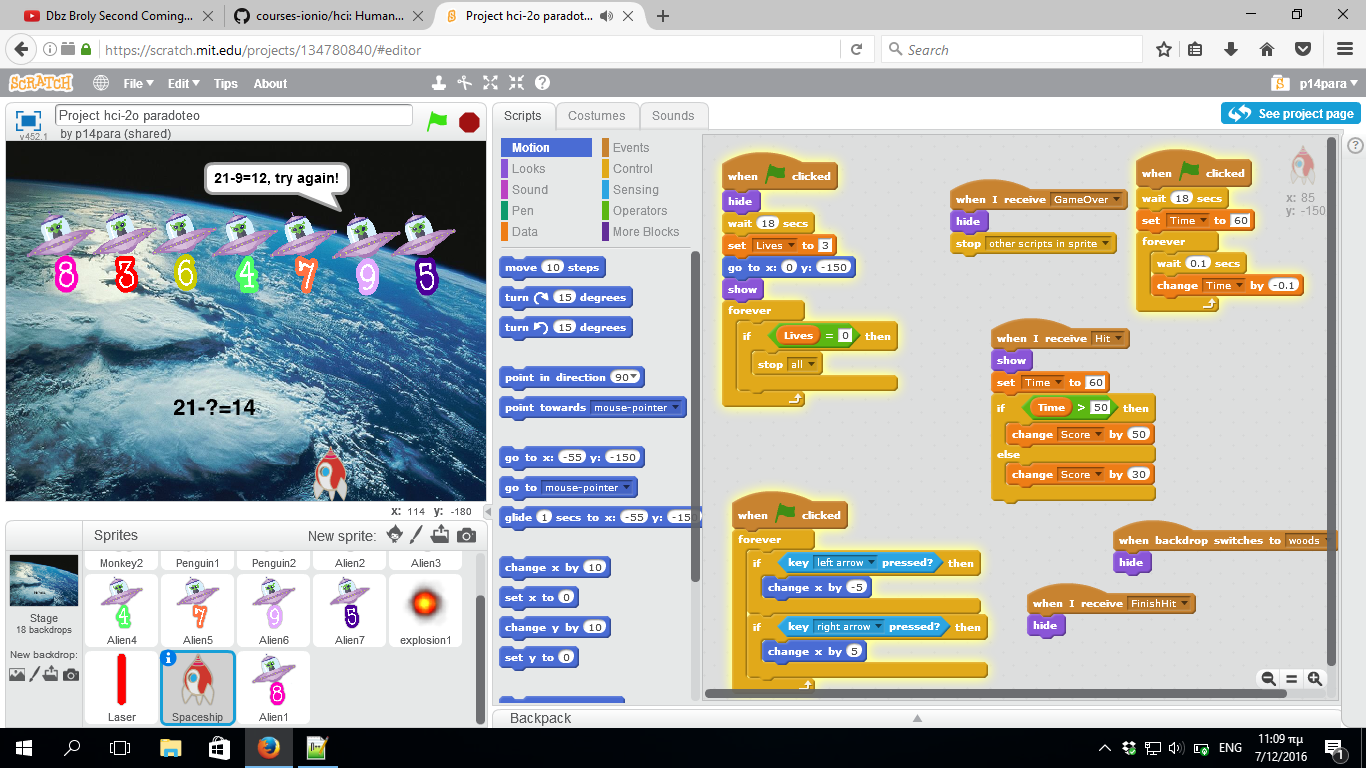 Dbz Broly Second Coming...
courses-ionio/hci: Human...
Project hci-2o paradot...
https://scratch.mit.edu/projects/134780840/#editor
Search
SCRATCH
File
Edit
Tips
About
p14para
Project hci-2o paradoteo
by p14para (shared)
v452.1
Scripts
Costumes
Sounds
See project page
21-9=12, try again!
8
3
6
4
7
9
5
21-?=14
x: 114 y: -180
Motion
Looks
Sound
Pen
Data
Events
Control
Sensing
Operators
More Blocks
move 10 steps
turn 15 degrees
turn 15 degrees
point in direction 90
point towards mouse-pointer
go to x: -55 y: -150
go to mouse-pointer
glide 1 secs to x: -55 y: -150
change x by 10
set x to 0
change y by 10
set y to 0
when clicked
hide
wait 18 secs
set Lives to 3
go to x: 0 y: -150
show
forever
if Lives = 0 then
stop all
when I receive GameOver
hide
stop other scripts in sprite
when clicked
wait 18 secs
set Time to 60
forever
wait 0.1 secs
change Time by -0.1
x: 85
y: -150
when I receive Hit
show
set Time to 60
if Time > 50 then
change Score by 50
else
change Score by 30
when clicked
forever
if key left arrow pressed? then
change x by -5
if key right arrow pressed? then
change x by 5
when backdrop switches to woods
hide
when I receive FinishHit
hide
Sprites
New sprite:
Stage
18 backdrops
New backdrop:
Monkey2
Penguin1
Penguin2
Alien2
Alien3
4
7
9
5
Alien4
Alien5
Alien6
Alien7
explosion1
8
Laser
Spaceship
Alien1
Backpack
ΕΝG
11:09 πμ
7/12/2016
1